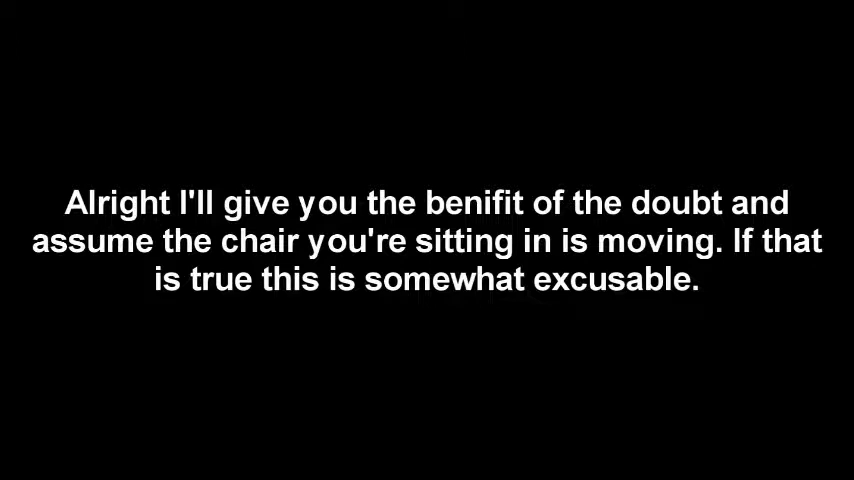 Alright I'll give you the benifit of the doubt and
assume the chair you're sitting in is moving. If that
is true this is somewhat excusable.